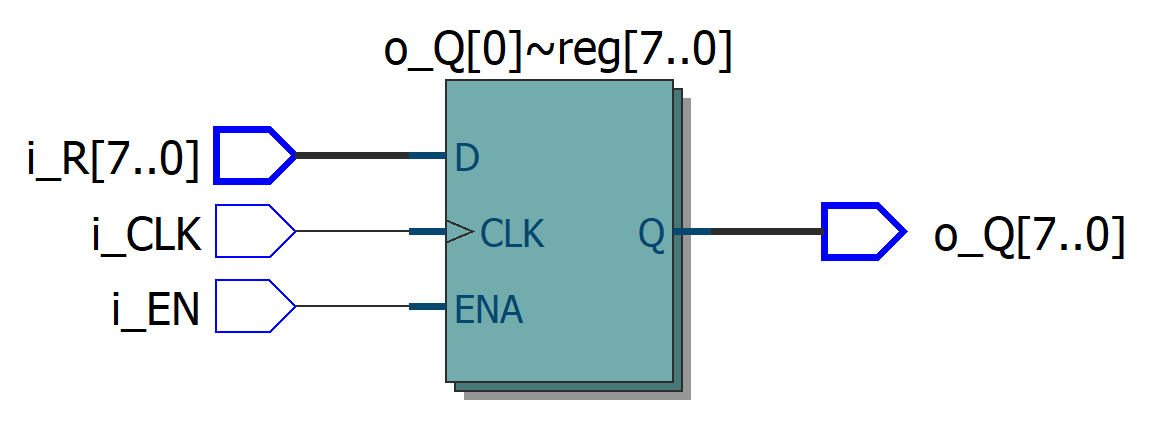 o_Q[0]~reg[7..0]
i_R[7..0]
D
i_CLK
CLK
Q
o_Q[7..0]
i_EN
ENA